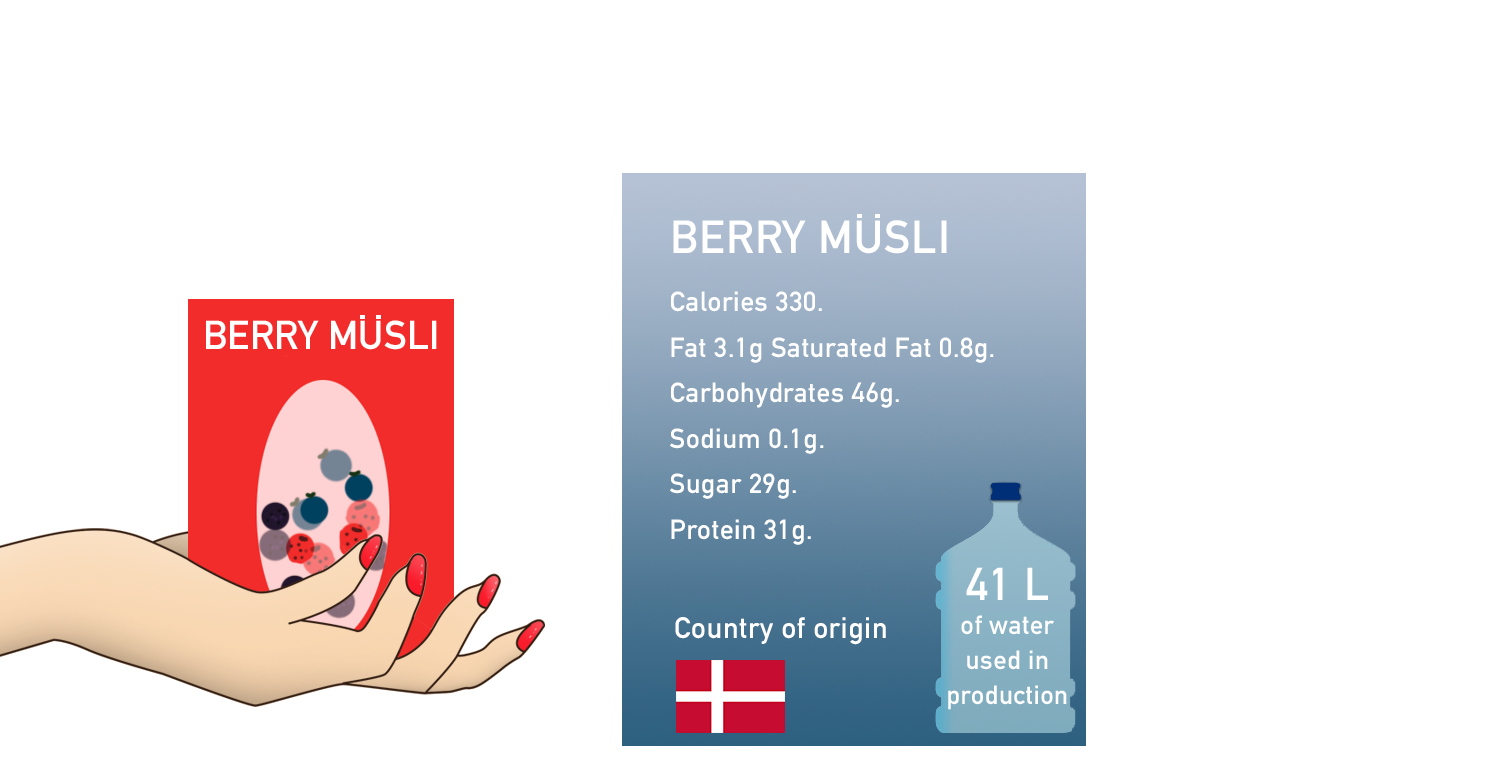 BERRY MÜSLI
BERRY MÜSLI
Calories 330.
Fat 3.1g Saturated Fat 0.8g.
Carbohydrates 46g.
Sodium 0.1g.
Sugar 29g.
Protein 31g.
Country of origin
41 L
of water
used in
production